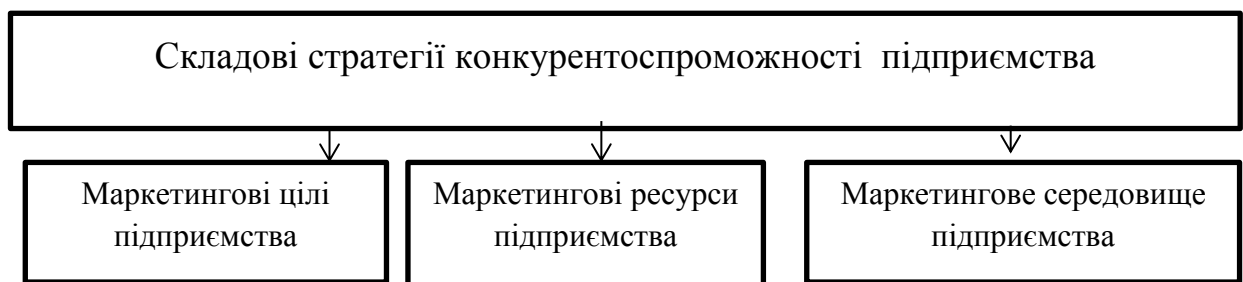 Складові стратегії конкурентоспроможності підприємства
Маркетингові цілі
підприємства
Маркетингові ресурси
підприємства
Маркетингове середовище
підприємства